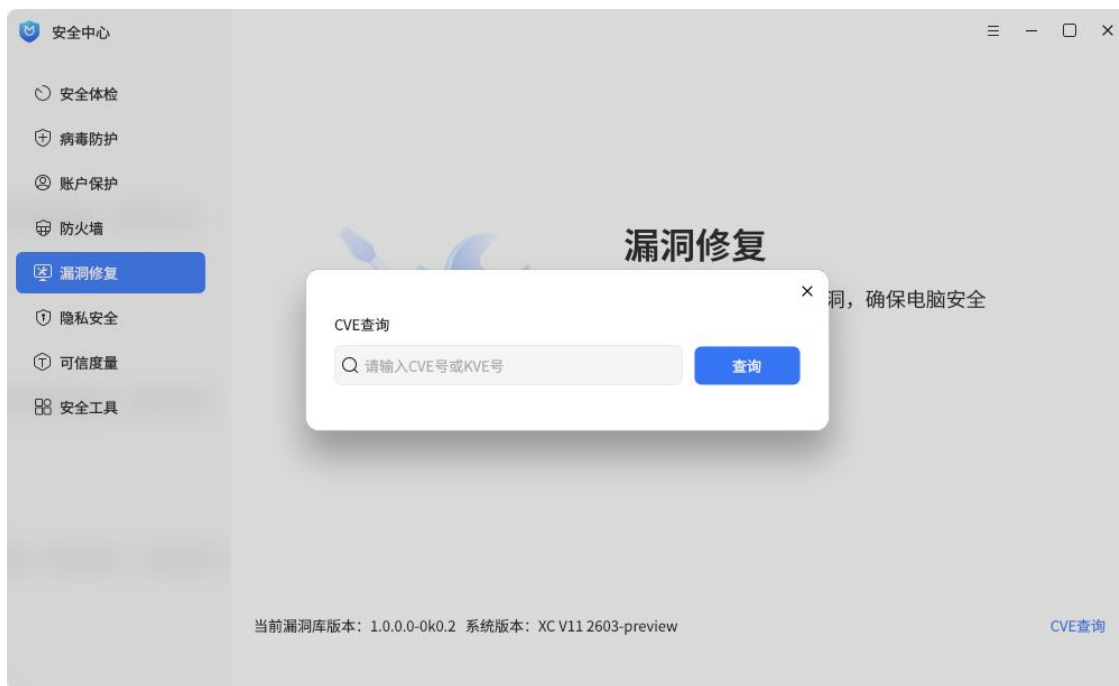 安全中心
安全体检
病毒防护
账户保护
防火墙
漏洞修复
隐私安全
可信度量
安全工具
漏洞修复
洞，确保电脑安全
CVE查询
请输入CVE号或KVE号
查询
当前漏洞库版本：1.0.0.0-0k0.2 系统版本：XC V11 2603-preview
CVE查询